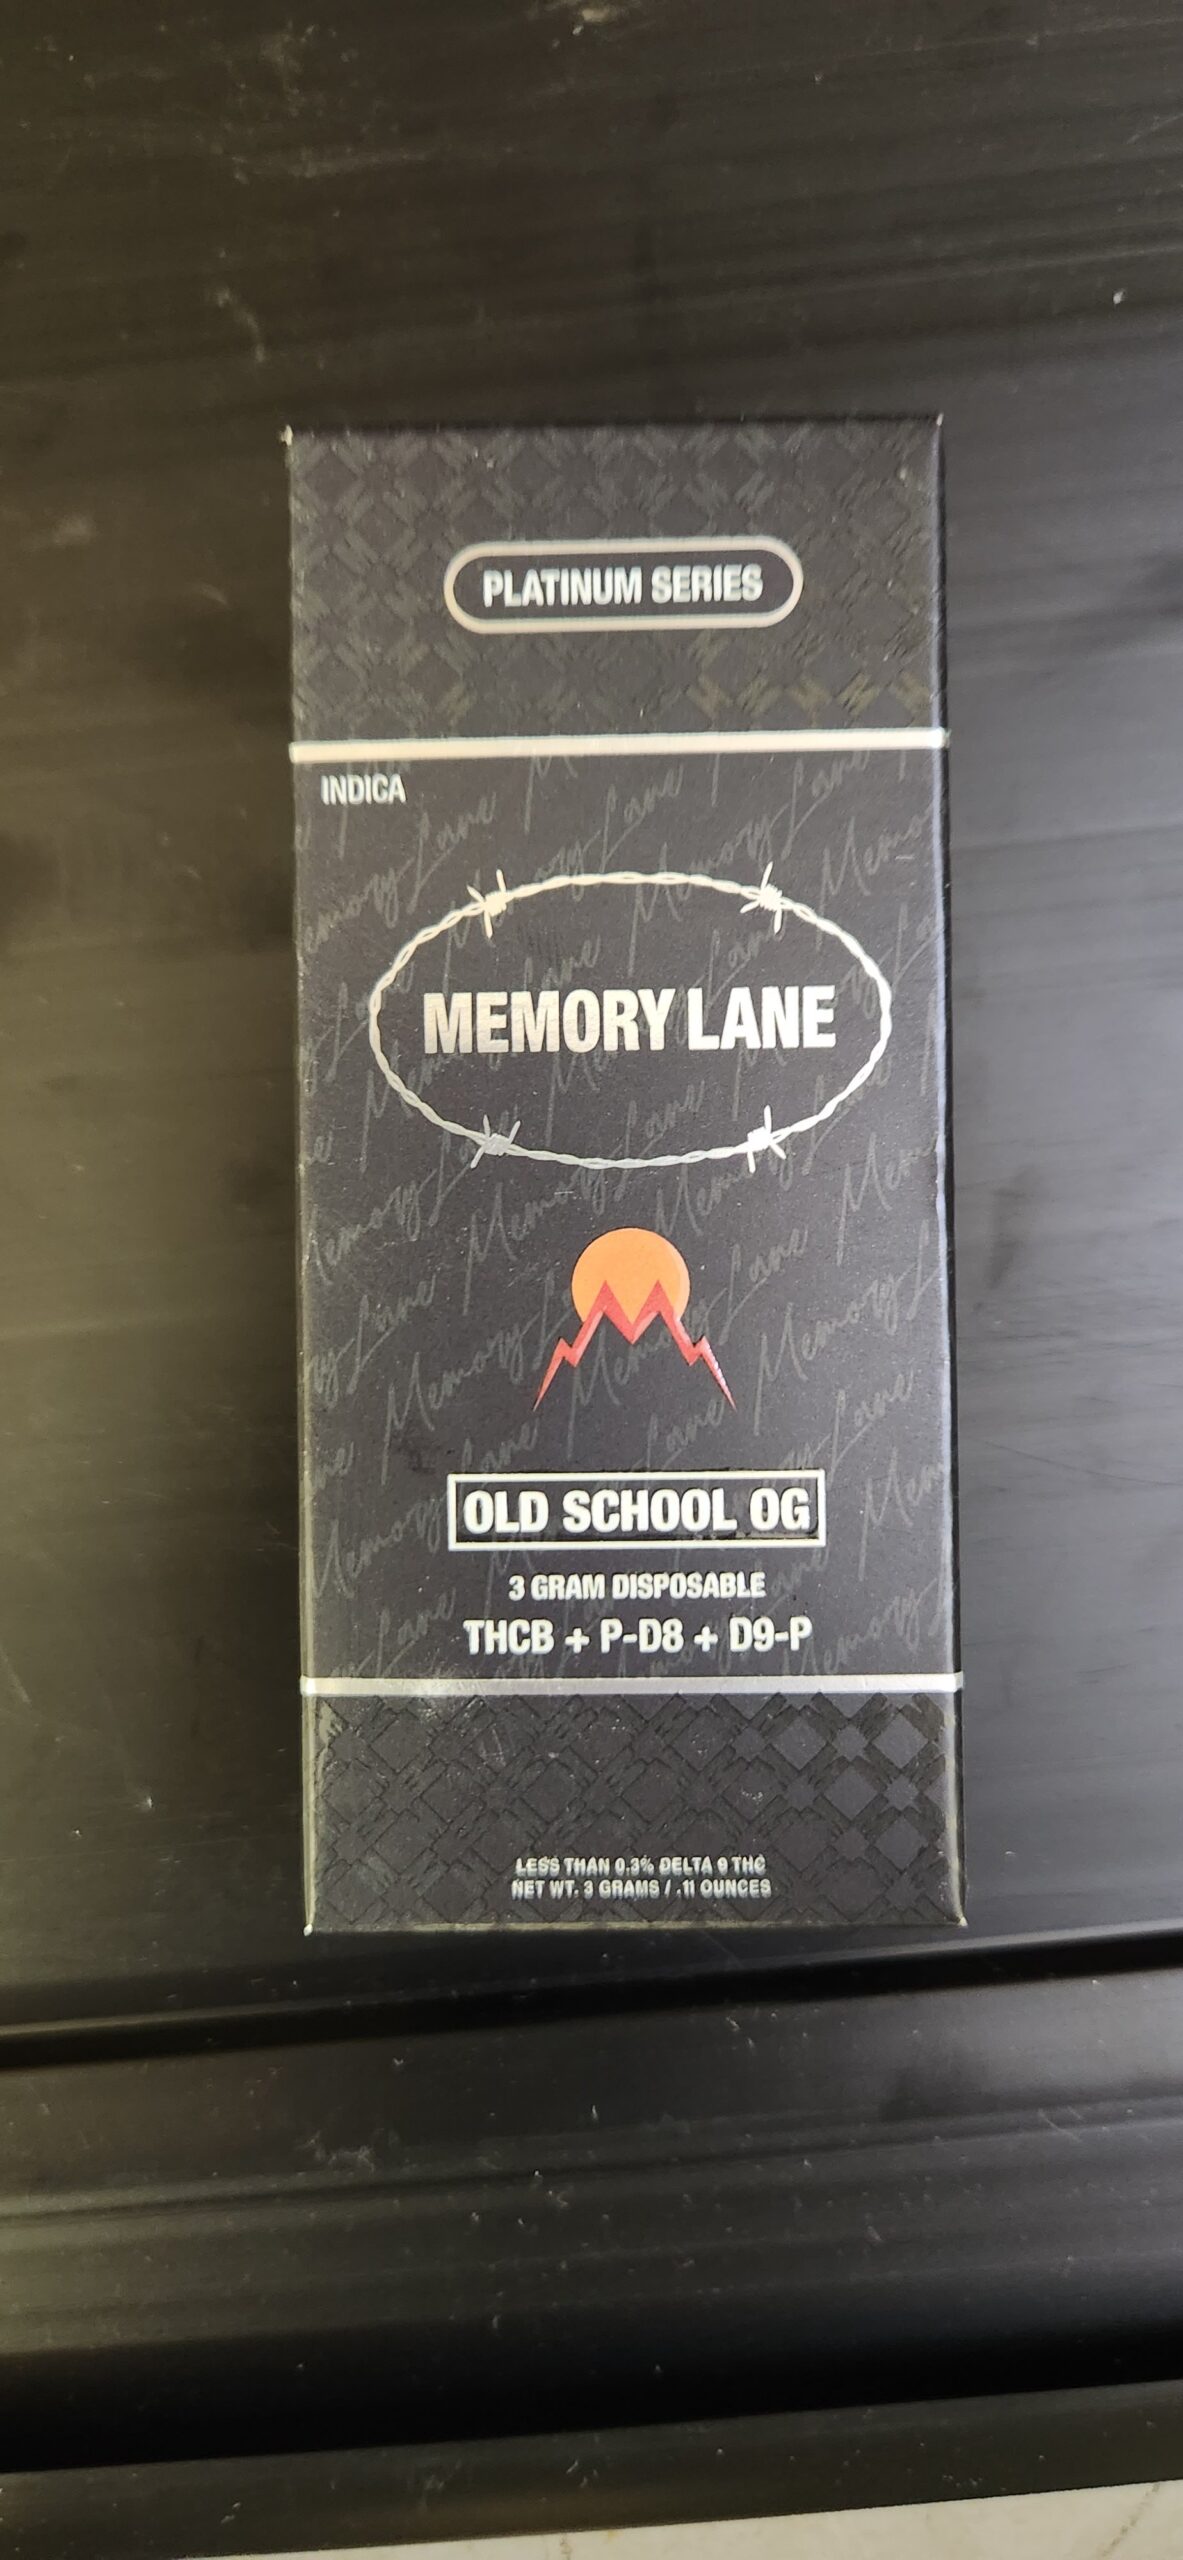 PLATINUM SERIES
INDICA
MEMORY LANE
OLD SCHOOL OG
3 GRAM DISPOSABLE
THCB + P-D8 + D9-P
LESS THAN 0.3% DELTA 9 THC
NET WT. 3 GRAMS / .11 OUNCES